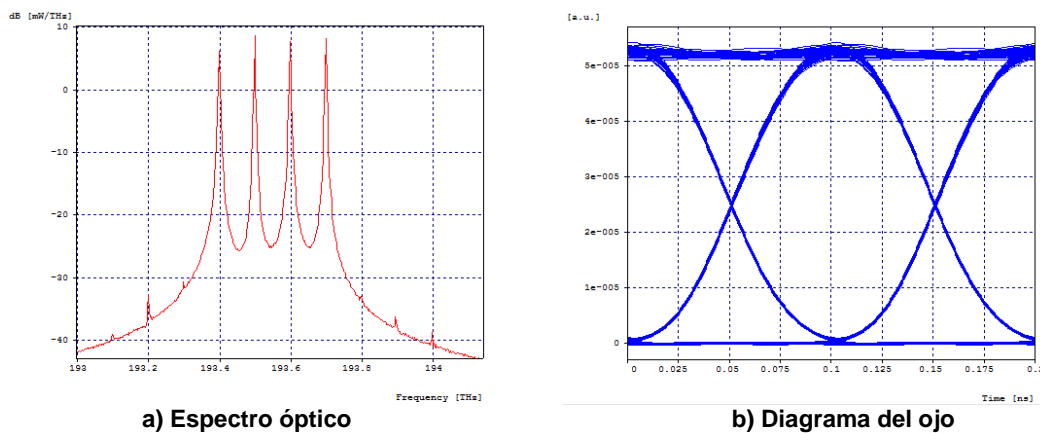 dB [mW/THz]
10
0
-10
-20
-30
-40
193
193.2
193.4
193.6
193.8
194
Frequency [THz]
a) Espectro óptico
[a.u.]
5e-005
4e-005
3e-005
2e-005
1e-005
0
0
0.025
0.05
0.075
0.1
0.125
0.15
0.175
0.2
Time [ns]
b) Diagrama del ojo